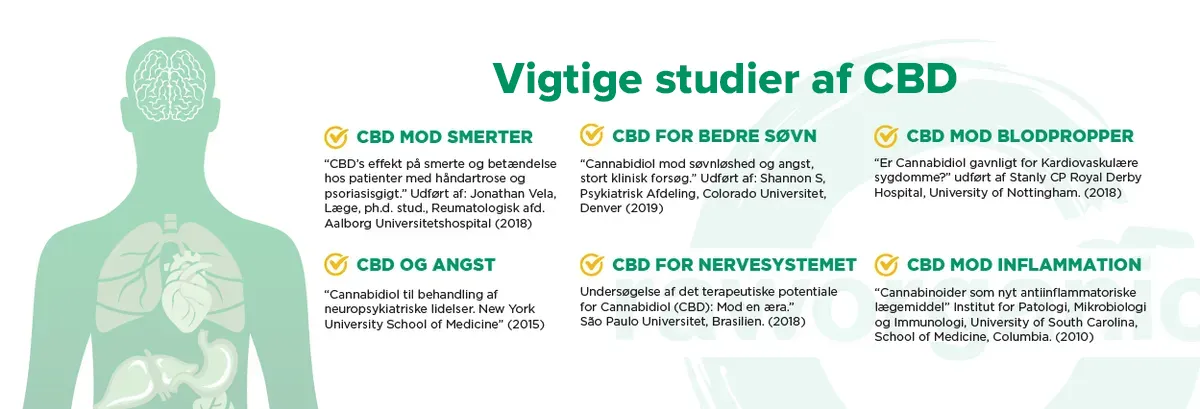 Vigtige studier af CBD
CBD MOD SMERTER
“CBD’s effekt på smerte og betændelse
hos patienter med håndartrose og
psoriasisgigt.” Udført af: Jonathan Vela,
Læge, ph.d. stud., Reumatologisk afd.
Aalborg Universitetshospital (2018)
CBD FOR BEDRE SØVN
“Cannabidiol mod søvnløshed og angst,
stort klinisk forsøg.” Udført af: Shannon S,
Psykiatrisk Afdeling, Colorado Universitet,
Denver (2019)
CBD MOD BLODPROPPER
“Er Cannabidiol gavnligt for Kardiovaskulære
sygdomme?” udført af Stanly CP Royal Derby
Hospital, University of Nottingham. (2018)
CBD OG ANGST
“Cannabidiol til behandling af
neuropsykiatriske lidelser. New York
University School of Medicine” (2015)
CBD FOR NERVESYSTEMET
Undersøgelse af det terapeutiske potentiale
for Cannabidiol (CBD): Mod en æra.”
São Paulo Universitet, Brasilien. (2018)
CBD MOD INFLAMMATION
“Cannabinoider som nyt antiinflammatoriske
lægemiddel” Institut for Patologi, Mikrobiologi
og Immunologi, University of South Carolina,
School of Medicine, Columbia. (2010)